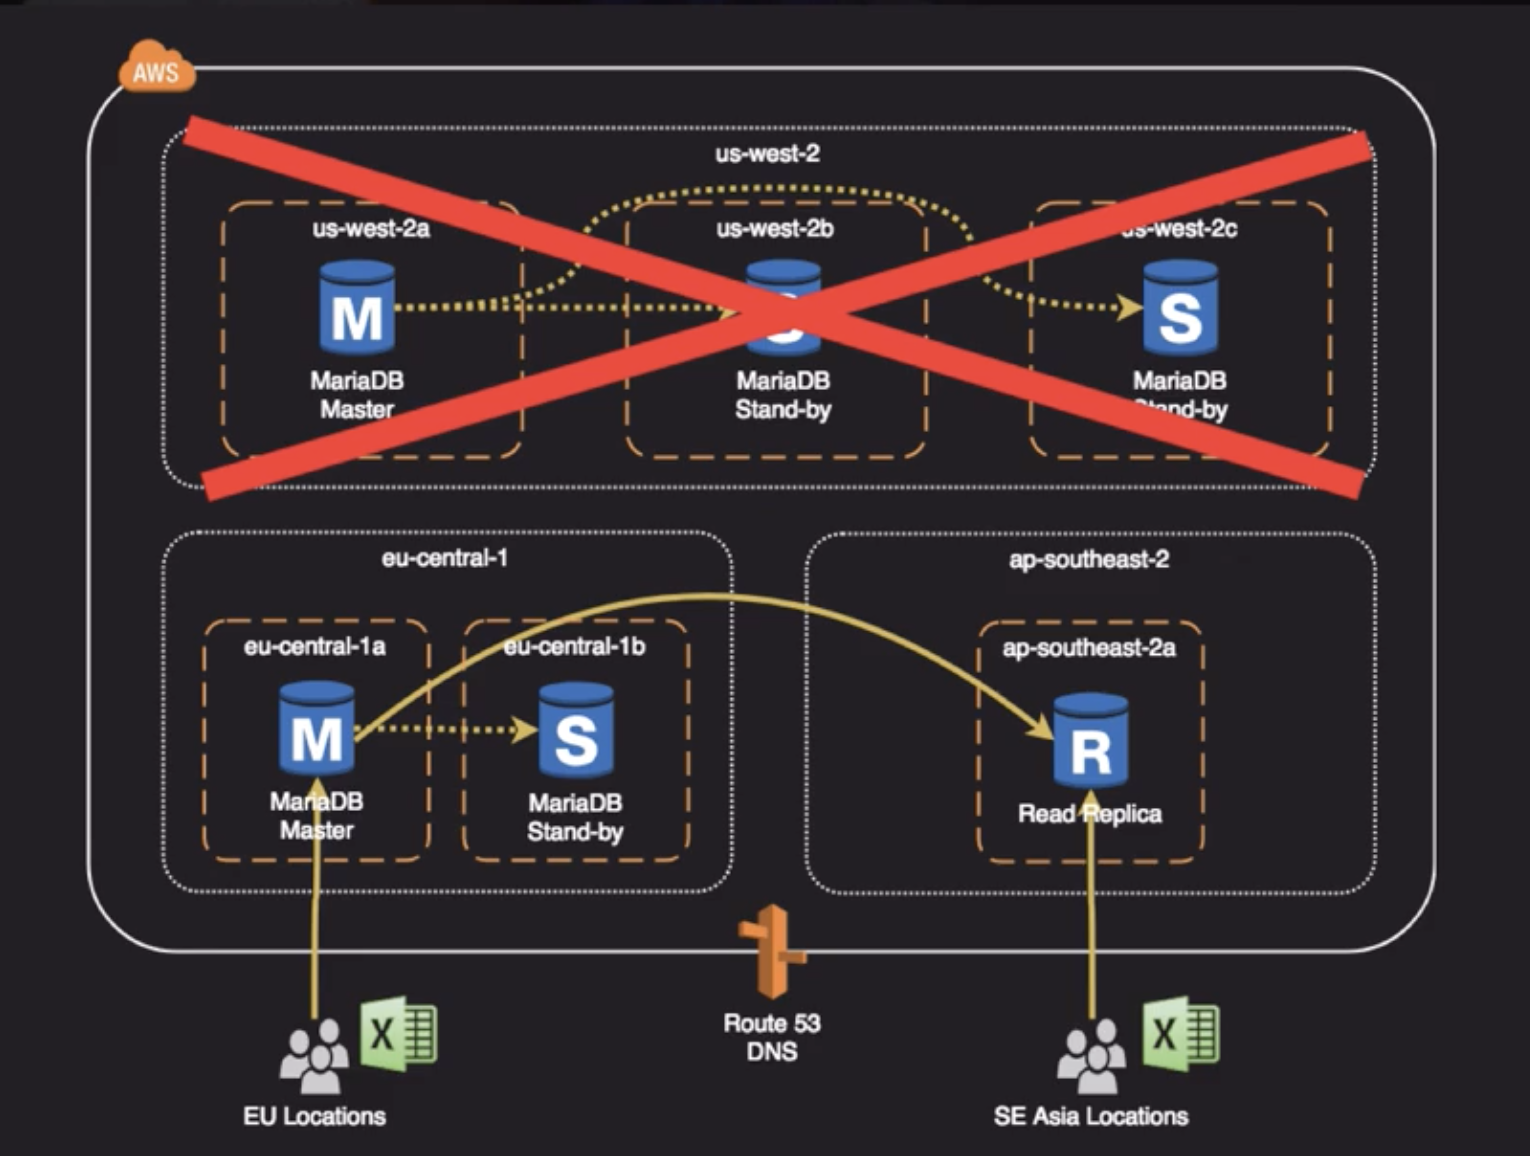 AWS
us-west-2
us-west-2a
us-west-2b
us-west-2c
M
S
MariaDB
Master
MariaDB
Stand-by
MariaDB
Stand-by
eu-central-1
ap-southeast-2
eu-central-1a
eu-central-1b
ap-southeast-2a
M
S
R
MariaDB
Master
MariaDB
Stand-by
Read Replica
Route 53
DNS
X
X
EU Locations
SE Asia Locations